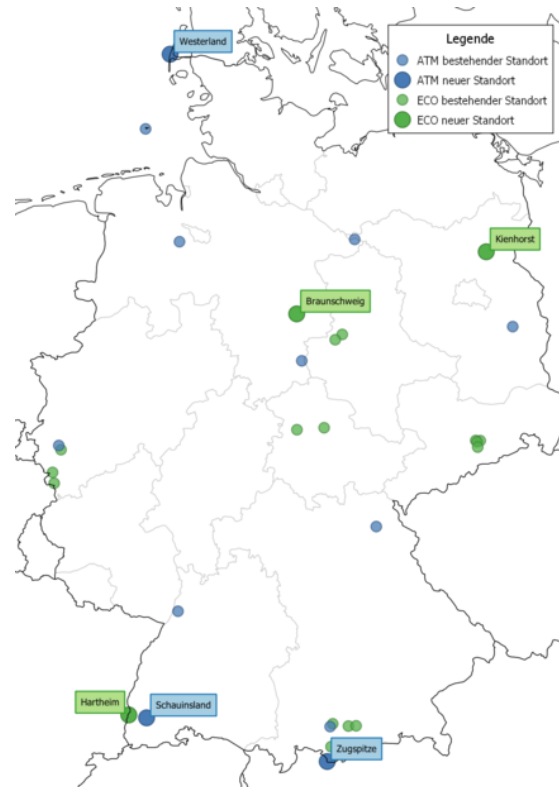 Westerland
Legende
ATM bestehender Standort
ATM neuer Standort
ECO bestehender Standort
ECO neuer Standort
Kienhorst
Braunschweig
Hartheim
Schauinsland
Zugspitze